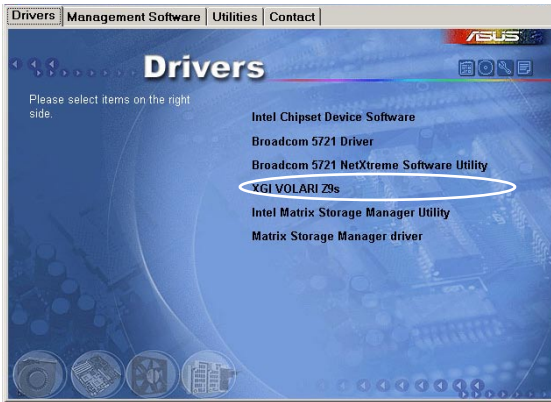 Drivers Management Software Utilities Contact
ASUS
Drivers
Please select items on the right
side.
Intel Chipset Device Software
Broadcom 5721 Driver
Broadcom 5721 NetXtreme Software Utility
XGI VOLARI Z9s
Intel Matrix Storage Manager Utility
Matrix Storage Manager driver